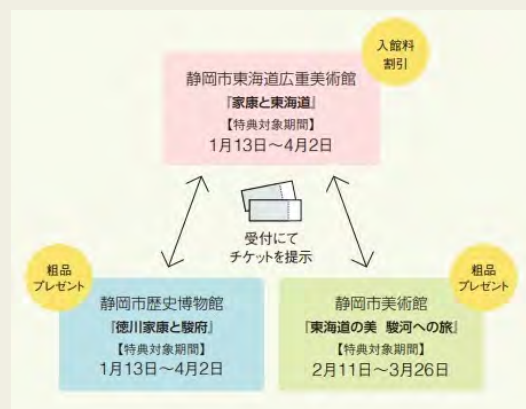 入館料
割引
静岡市東海道広重美術館
『家康と東海道』
【特典対象期間】
1月13日〜4月2日
受付にて
チケットを提示
粗品
プレゼント
静岡市歴史博物館
『徳川家康と駿府』
【特典対象期間】
1月13日〜4月2日
粗品
プレゼント
静岡市美術館
『東海道の美 駿河への旅』
【特典対象期間】
2月11日〜3月26日